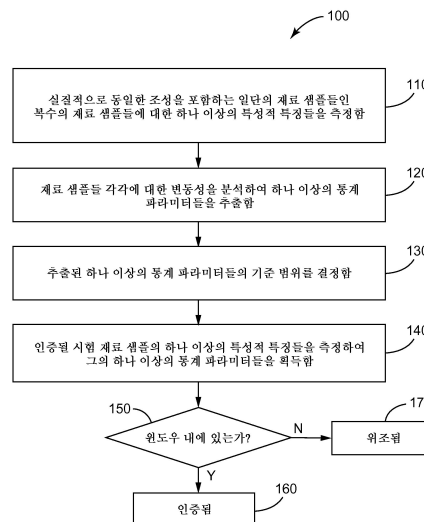 100
실질적으로 동일한 조성을 포함하는 일단의 재료 샘플들인
복수의 재료 샘플들에 대한 하나 이상의 특성적 특징들을 측정함
110
재료 샘플들 각각에 대한 변동성을 분석하여 하나 이상의 통계
파라미터들을 추출함
120
추출된 하나 이상의 통계 파라미터들의 기준 범위를 결정함
130
인증될 시험 재료 샘플의 하나 이상의 특성적 특징들을 측정하여
그의 하나 이상의 통계 파라미터들을 획득함
140
150
윈도우 내에 있는가?
N
위조됨
17
Y
인증됨
160